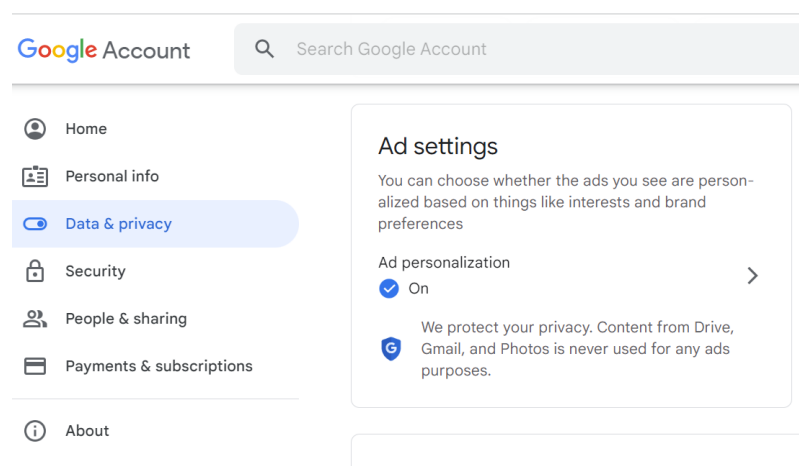 Google Account
Search Google Account
Home
Personal info
Data & privacy
Security
People & sharing
Payments & subscriptions
About
Ad settings
You can choose whether the ads you see are person-
alized based on things like interests and brand
preferences
Ad personalization
On
We protect your privacy. Content from Drive,
Gmail, and Photos is never used for any ads
purposes.